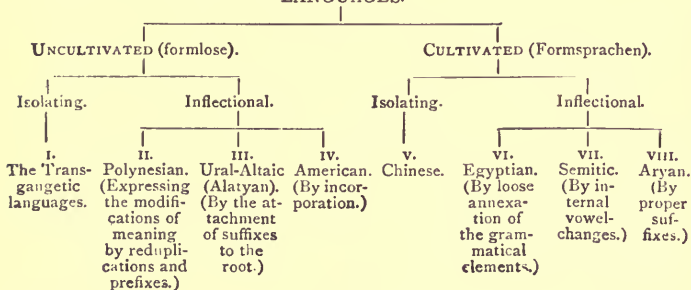 LANGUAGES.
UNCULTIVATED (formlose).
CULTIVATED (Formsprachen).
Isolating.
Inflectional.
Isolating.
Inflectional.
I.
The Trans-
gangetic
languages.
II.
Polynesian.
(Expressing
the modifi-
cations of
meaning
by redupli-
cations and
prefixes.)
III.
Ural-Altaic
(Alatyan).
(By the at-
tachment
of suffixes
to the
root.)
IV.
American.
(By incor-
poration.)
V.
Chinese.
VI.
Egyptian.
(By loose
annexa-
tion of
the gram-
matical
elements.)
VII.
Semitic.
(By in-
ternal
vowel-
changes.)
VIII.
Aryan.
(By
proper
suf-
fixes.)